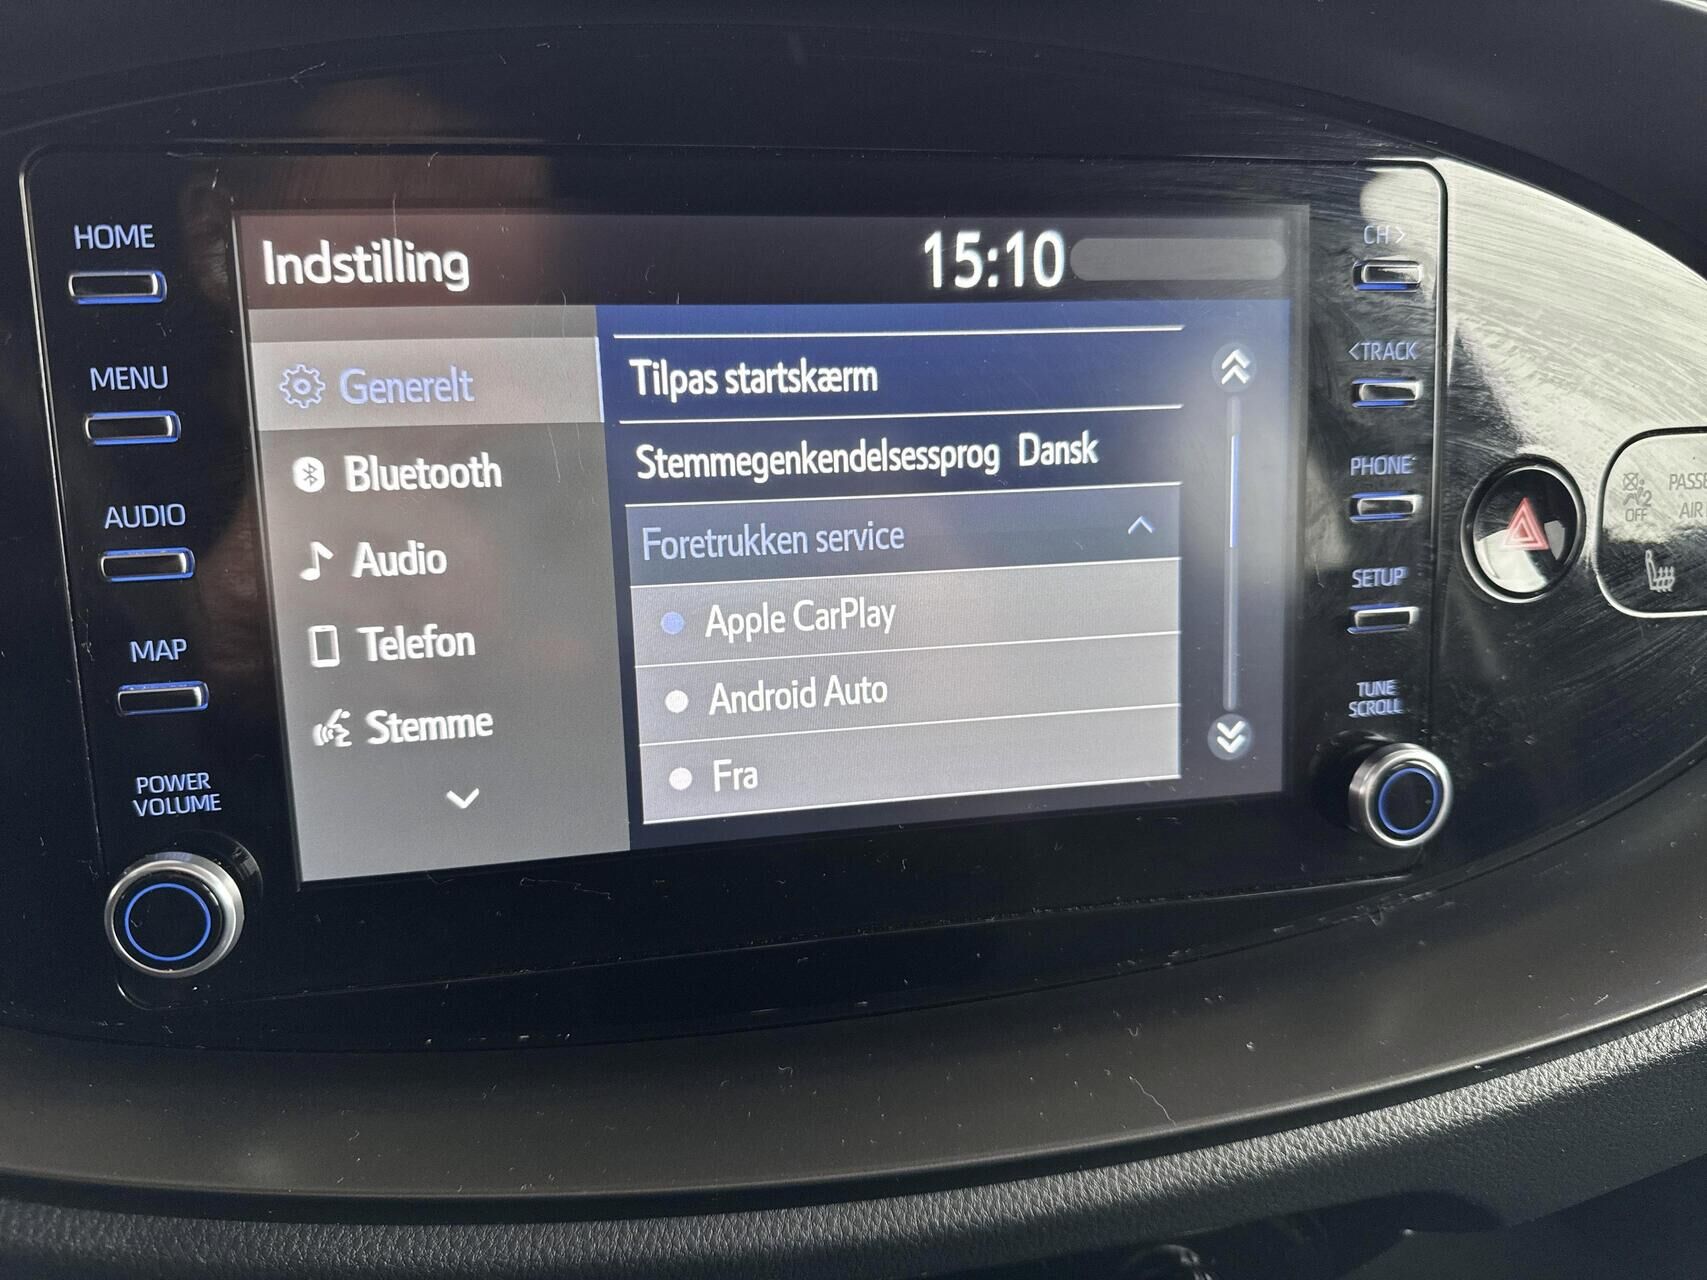 HOME
MENU
AUDIO
MAP
POWER
VOLUME
Indstilling
15:10
Generelt
Bluetooth
Audio
Telefon
Stemme
Tilpas startskærm
Stemmegenkendelsessprog Dansk
Foretrukken service
Apple CarPlay
Android Auto
Fra
CH>
<TRACK
PHONE
SETUP
TUNE
SCROLL
2
OFF
AIR